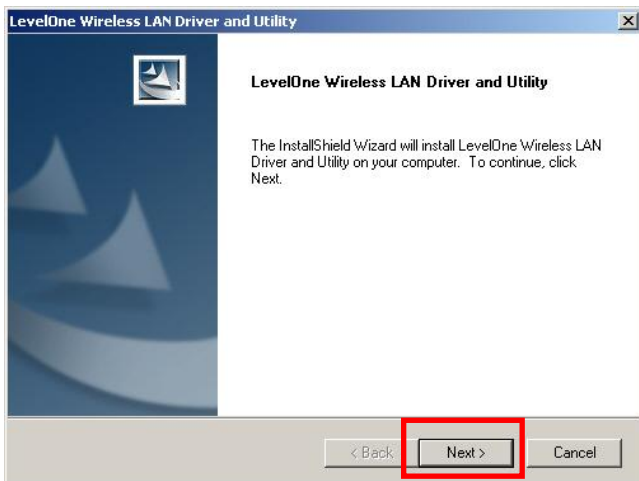 LevelOne Wireless LAN Driver and Utility
LevelOne Wireless LAN Driver and Utility
The InstallShield Wizard will install LevelOne Wireless LAN
Driver and Utility on your computer. To continue, click
Next.
< Back Next > Cancel